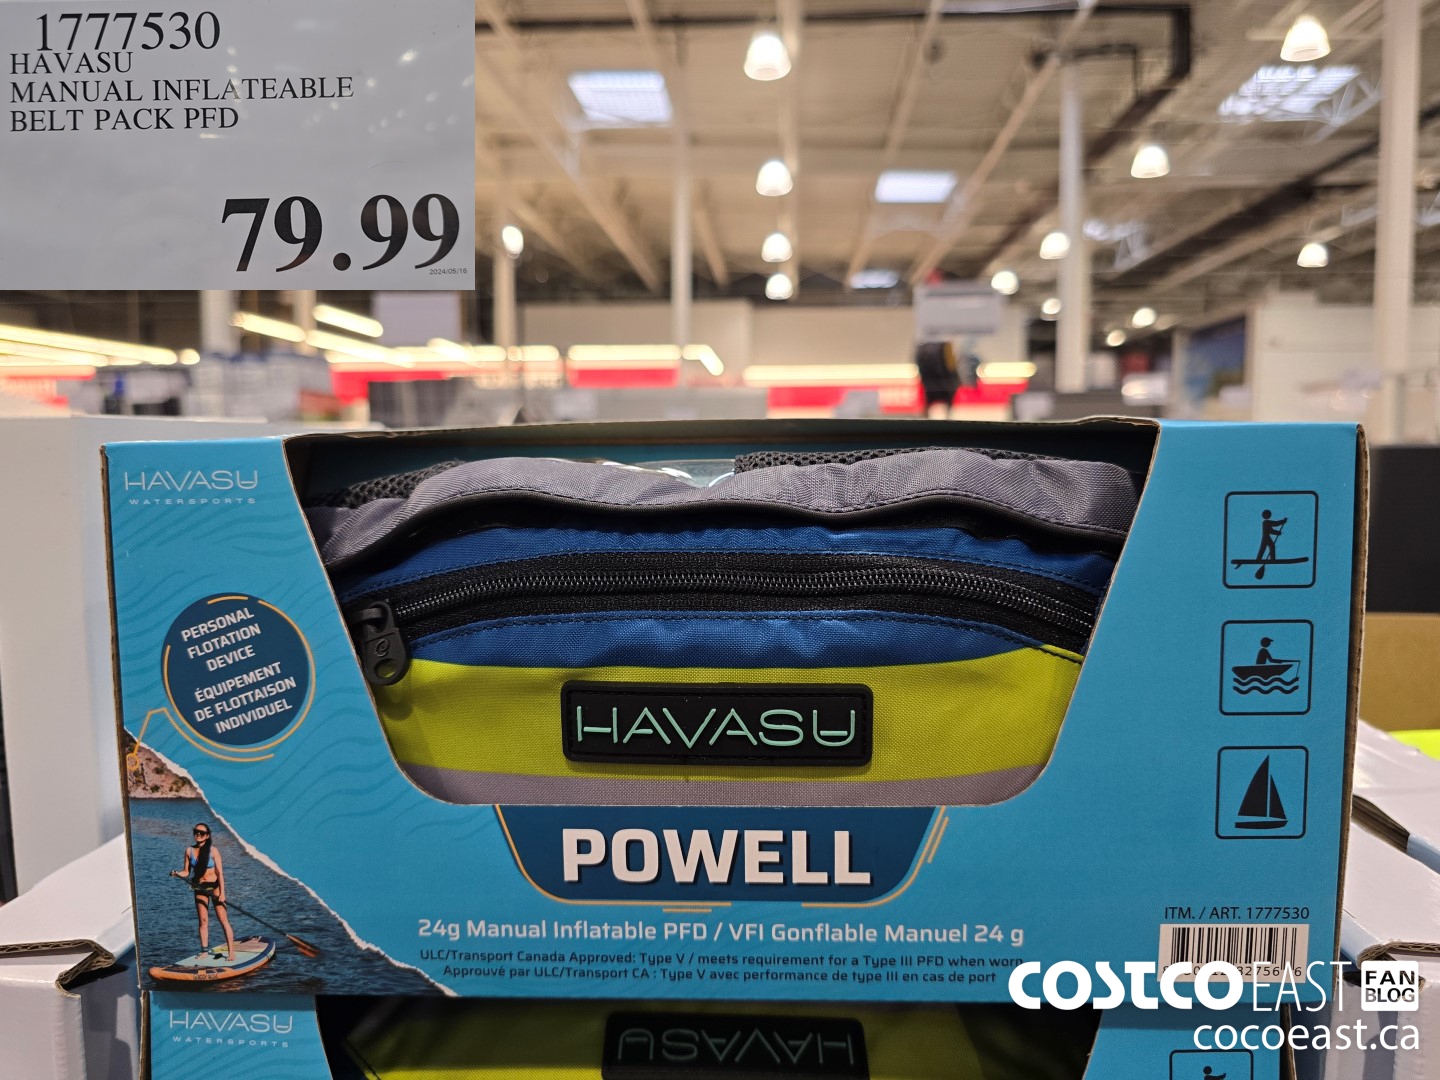 1777530
HAVASU
MANUAL INFLATEABLE
BELT PACK PFD
79.99
2024/05/16
HAVASU
WATERSPORTS
PERSONAL
FLOTATION
DEVICE
ÉQUIPEMENT
DE FLOTTAISON
INDIVIDUEL
HAVASU
POWELL
24g Manual Inflatable PFD / VFI Gonflable Manuel 24 g
ULC/Transport Canada Approved: Type V / meets requirement for a Type III PFD when worn
Approuvé par ULC/Transport CA : Type V avec performance de type III en cas de port
ITM. / ART. 1777530
COSTCO EAST FAN
BLOG
cocoeast.ca
HAVASU
WATERSPORTS
HAVASU